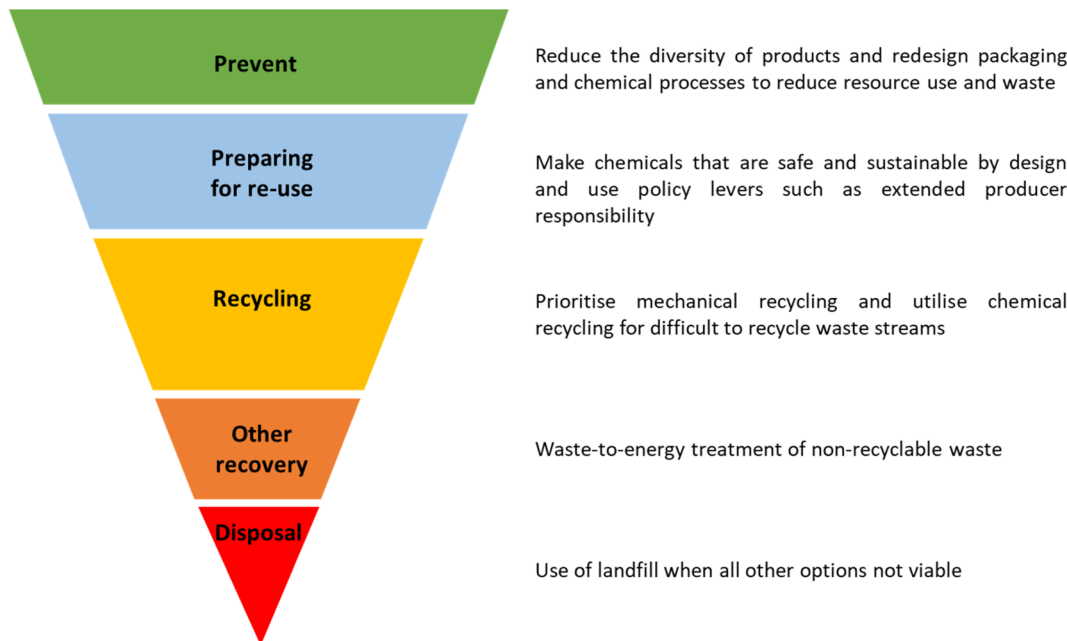 Prevent
Reduce the diversity of products and redesign packaging
and chemical processes to reduce resource use and waste
Preparing
for re-use
Make chemicals that are safe and sustainable by design
and use policy levers such as extended producer
responsibility
Recycling
Prioritise mechanical recycling and utilise chemical
recycling for difficult to recycle waste streams
Other
recovery
Waste-to-energy treatment of non-recyclable waste
Disposal
Use of landfill when all other options not viable